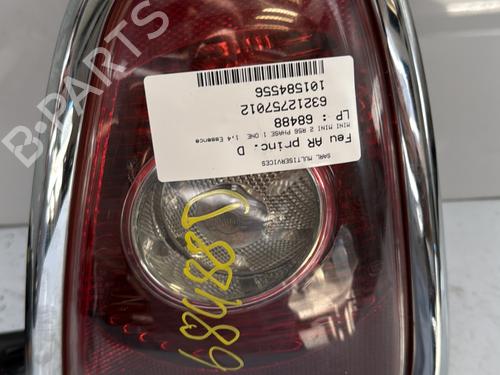 SARL MULTISERVICES
Feu AR princ. D
MINI MINI 2 R56 PHASE 1 ONE 1.4 Essence
LP : 68488
63212757012
101584556
68488D
B-PARTS